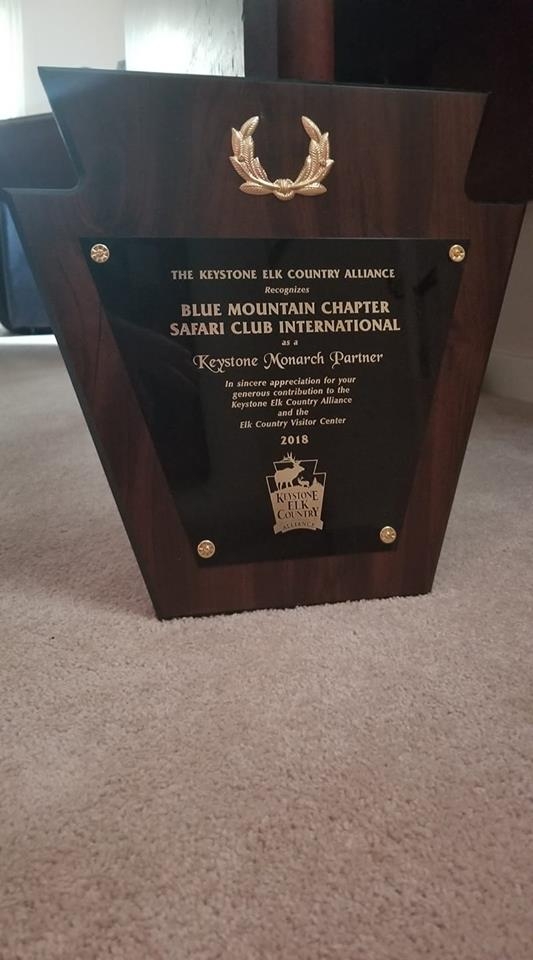 THE KEYSTONE ELK COUNTRY ALLIANCE
Recognizes
BLUE MOUNTAIN CHAPTER
SAFARI CLUB INTERNATIONAL
as a
Keystone Monarch Partner
In sincere appreciation for your
generous contribution to the
Keystone Elk Country Alliance
and the
Elk Country Visitor Center
2018
KEYSTONE
ELK
COUNTRY
ALLIANCE